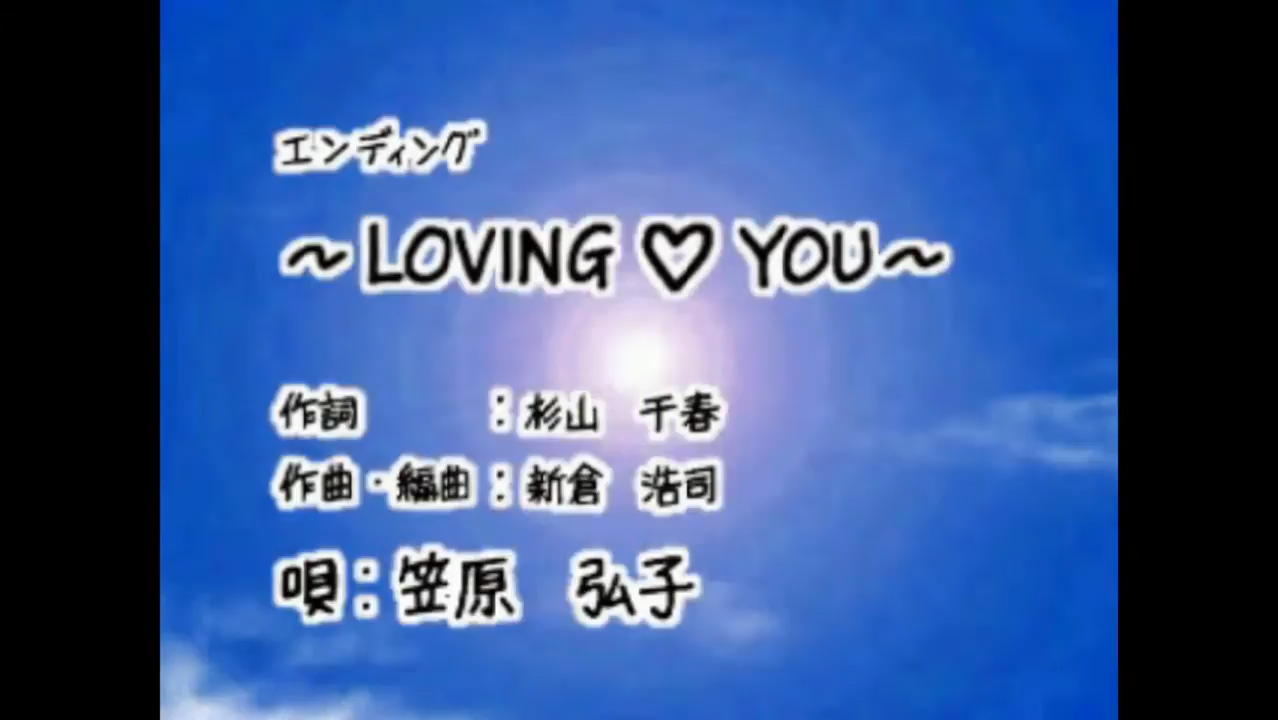 エンディング
～LOVING ♡ YOU～
作詞　　　：杉山　千春
作曲・編曲：新倉　浩司
唄：笠原　弘子